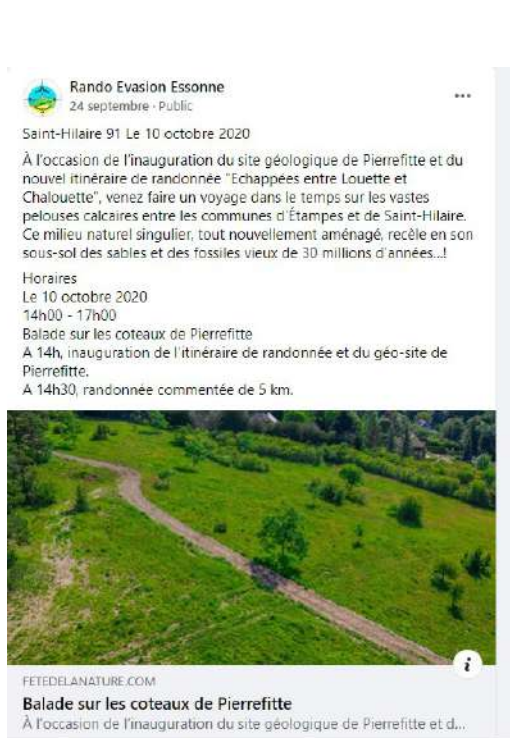 Rando Evasion Essonne
24 septembre · Public
Saint-Hilaire 91 Le 10 octobre 2020
À l'occasion de l'inauguration du site géologique de Pierrefitte et du
nouvel itinéraire de randonnée "Echappées entre Louette et
Chalouette", venez faire un voyage dans le temps sur les vastes
pelouses calcaires entre les communes d'Étampes et de Saint-Hilaire.
Ce milieu naturel singulier, tout nouvellement aménagé, recèle en son
sous-sol des sables et des fossiles vieux de 30 millions d'années...!
Horaires
Le 10 octobre 2020
14h00 - 17h00
Balade sur les coteaux de Pierrefitte
A 14h, inauguration de l'itinéraire de randonnée et du géo-site de
Pierrefitte.
A 14h30, randonnée commentée de 5 km.
i
FETEDELANATURE.COM
Balade sur les coteaux de Pierrefitte
À l'occasion de l'inauguration du site géologique de Pierrefitte et d...